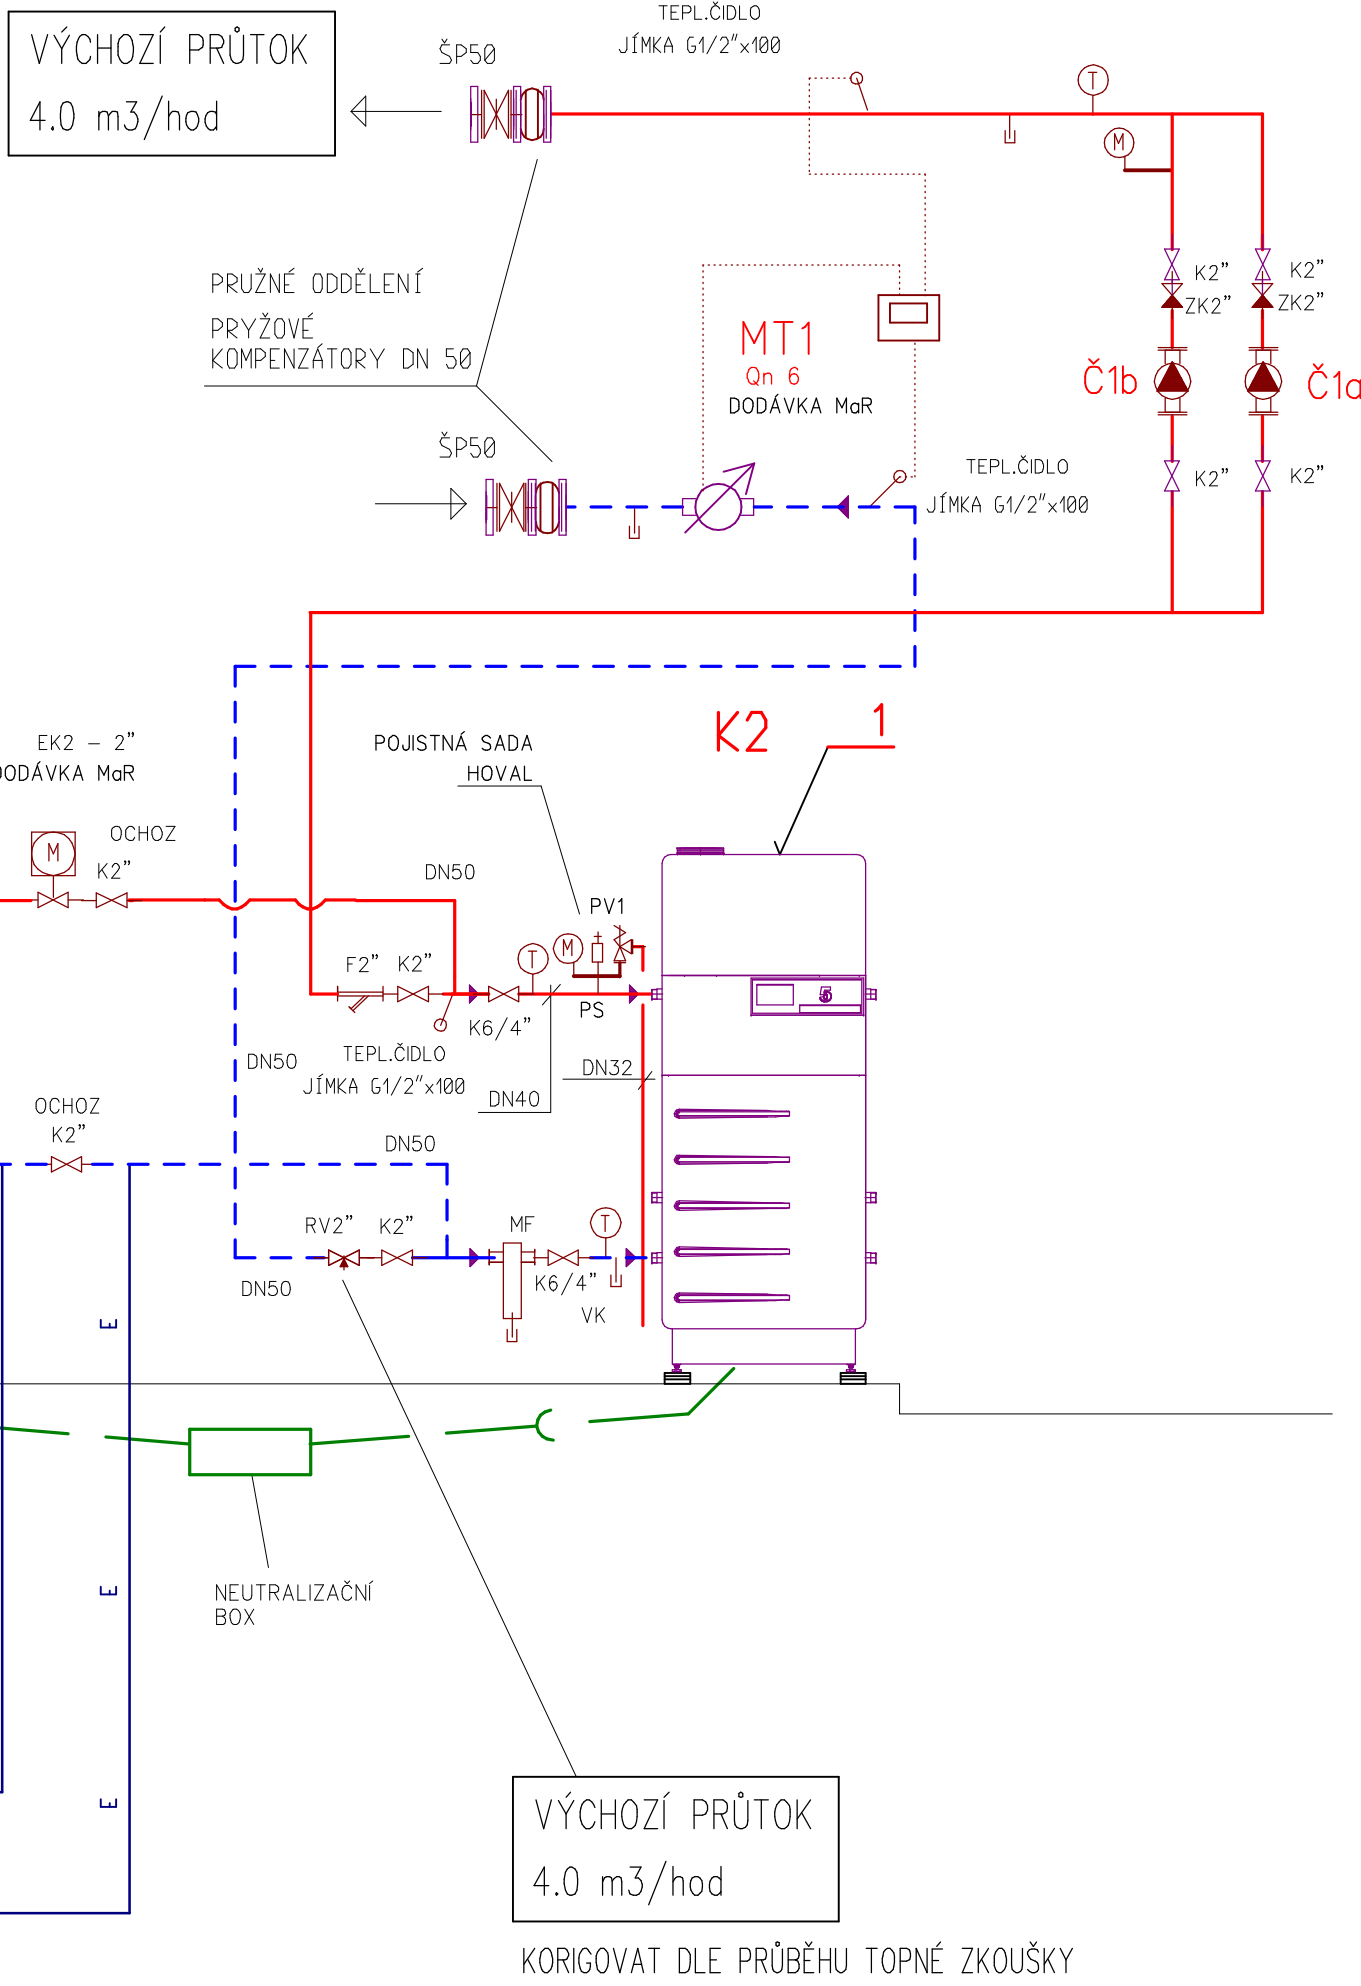 TEPL.ČIDLO
JÍMKA G1/2"x100
VÝCHOZÍ PRŮTOK
4.0 m3/hod
ŠP50
T
M
PRUŽNÉ ODDĚLENÍ
PRYŽOVÉ
KOMPENZÁTORY DN 50
K2"
K2"
ZK2"
ZK2"
MT1
Qn 6
DODÁVKA MaR
Č1b
Č1a
ŠP50
TEPL.ČIDLO
JÍMKA G1/2"x100
K2"
K2"
K2
1
EK2 - 2"
DODÁVKA MaR
POJISTNÁ SADA
HOVAL
OCHOZ
M
K2"
DN50
PV1
F2"
K2"
T
M
5
K6/4"
PS
DN50
TEPL.ČIDLO
JÍMKA G1/2"x100
DN32
DN40
OCHOZ
K2"
DN50
RV2"
K2"
MF
T
DN50
K6/4"
VK
E
NEUTRALIZAČNÍ
BOX
E
E
VÝCHOZÍ PRŮTOK
4.0 m3/hod
KORIGOVAT DLE PRŮBĚHU TOPNÉ ZKOUŠKY